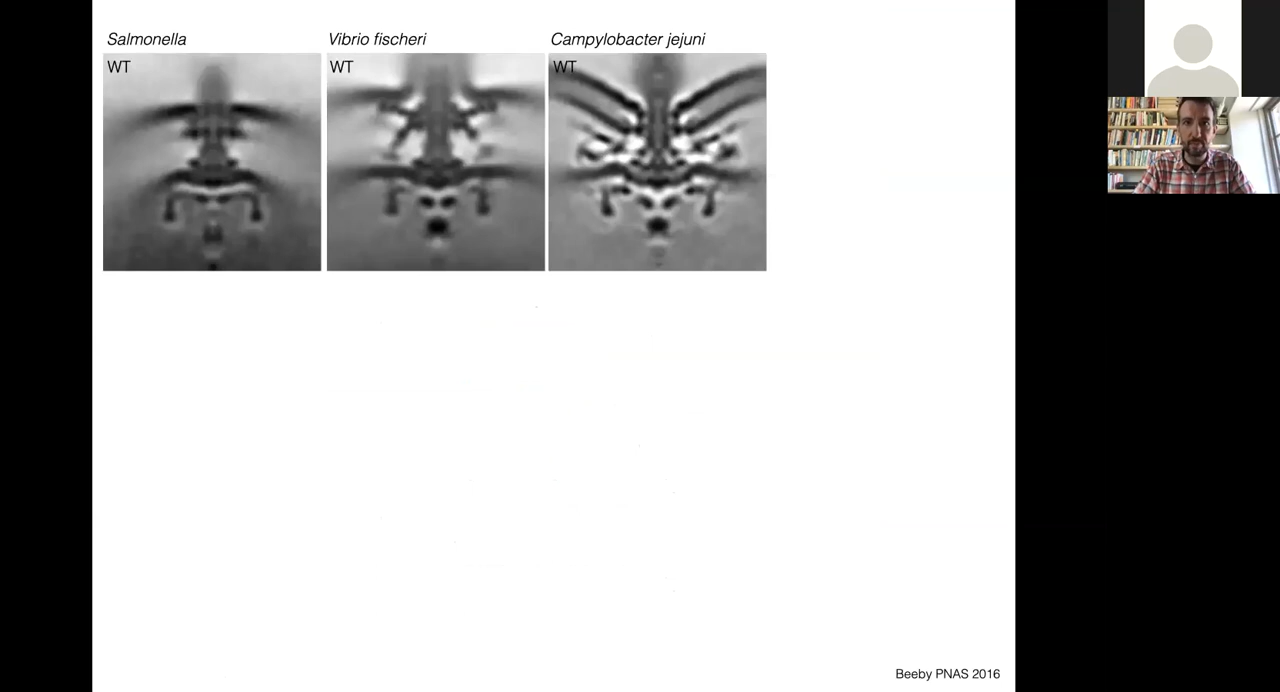 Salmonella
Vibrio fischeri
Campylobacter jejuni
WT
WT
WT
Beeby PNAS 2016